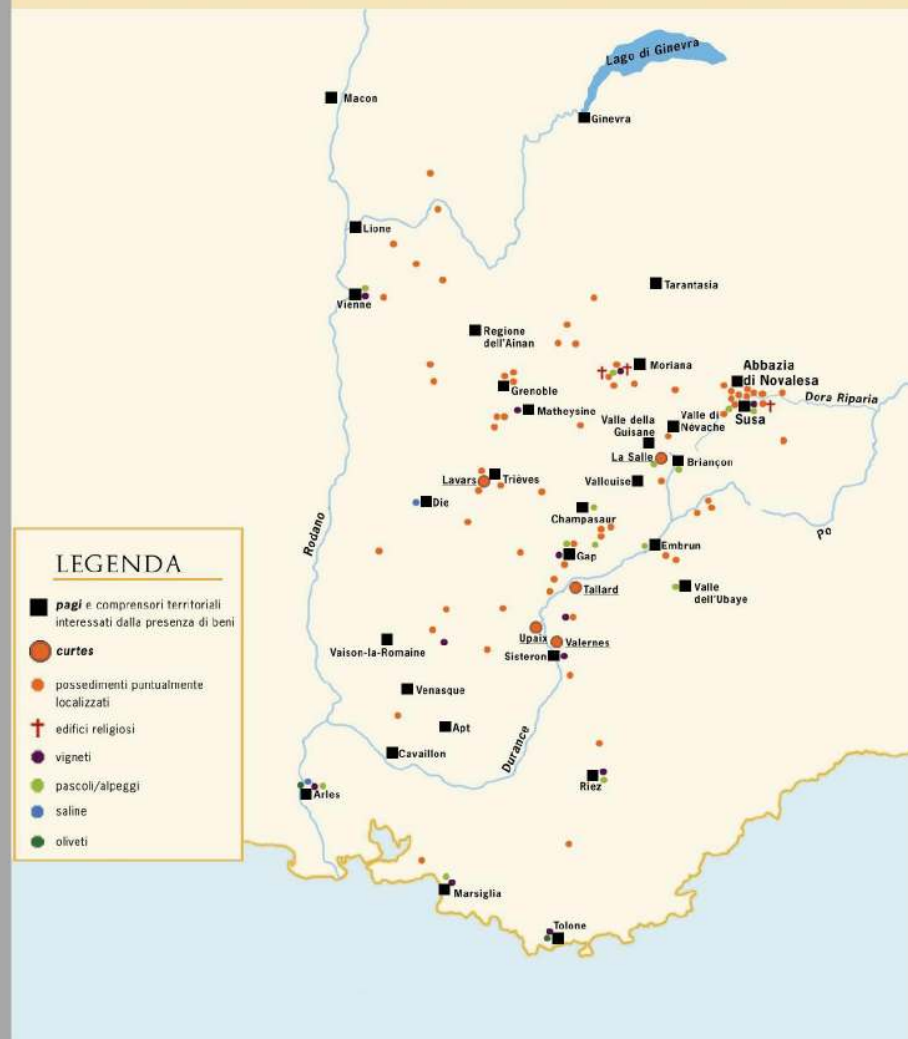 Lago di Ginevra
Macon
Ginevra
Lione
Tarantasia
Vienne
Regione
dell'Ainan
Moriana
Abbazia
di Novalesa
Grenoble
Dora Riparia
Matheysine
Susa
Valle della
Guisane
Valle di
Névache
La Salle
Briançon
Lavars
Trièves
Vallouise
Die
Champasaur
Rodano
Po
Embrun
Gap
Tallard
Valle
dell'Ubaye
Upaix
Valernes
Vaison-la-Romaine
Sisteron
Venasque
Apt
Durance
Cavaillon
Riez
Arles
Marsiglia
Tolone
LEGENDA
pagi e comprensori territoriali
interessati dalla presenza di beni
curtes
possedimenti puntualmente
localizzati
edifici religiosi
vigneti
pascoli/alpeggi
saline
oliveti